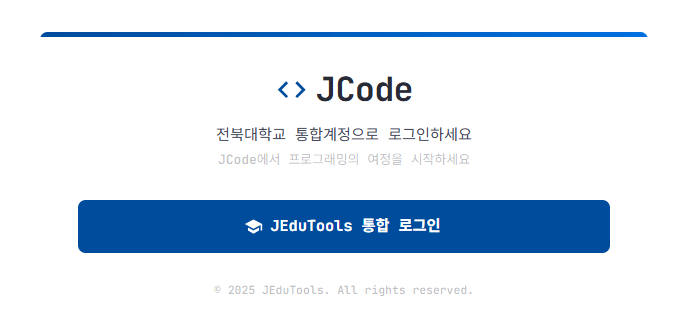 JCode
전북대학교 통합계정으로 로그인하세요
JCode에서 프로그래밍의 여정을 시작하세요
JEduTools 통합 로그인
© 2025 JEduTools. All rights reserved.